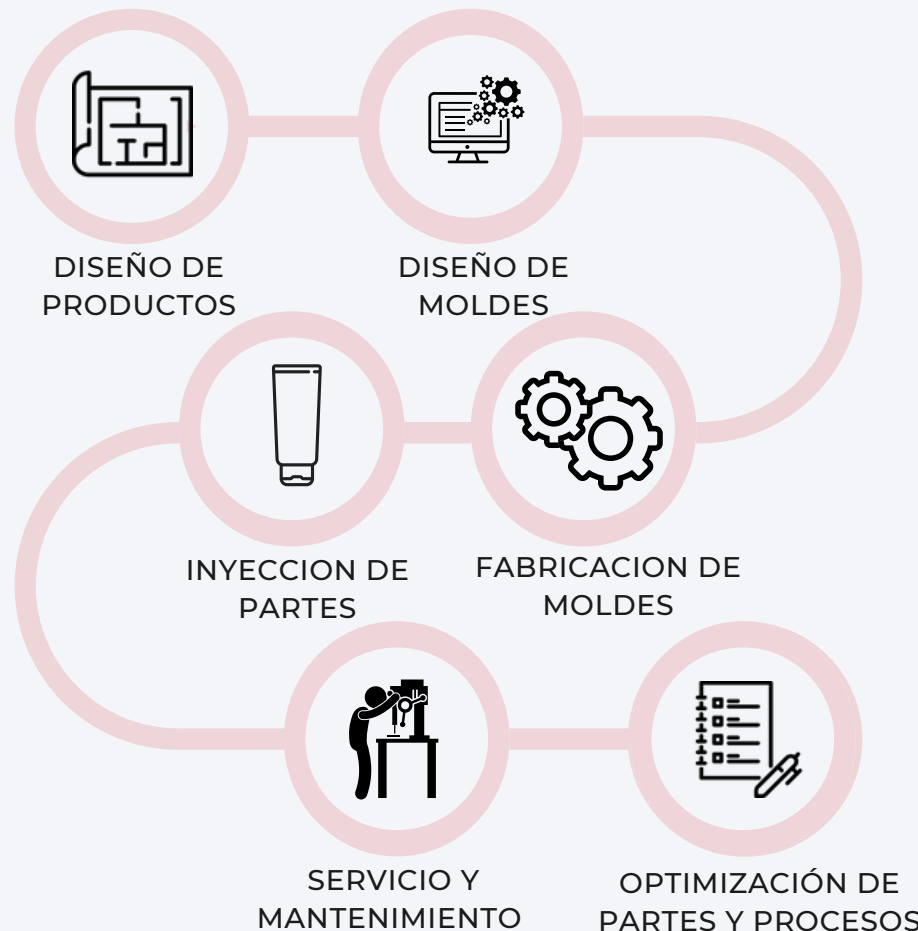 DISEÑO DE
PRODUCTOS
DISEÑO DE
MOLDES
INYECCION DE
PARTES
FABRICACION DE
MOLDES
SERVICIO Y
MANTENIMIENTO
OPTIMIZACIÓN DE
PARTES Y PROCESOS